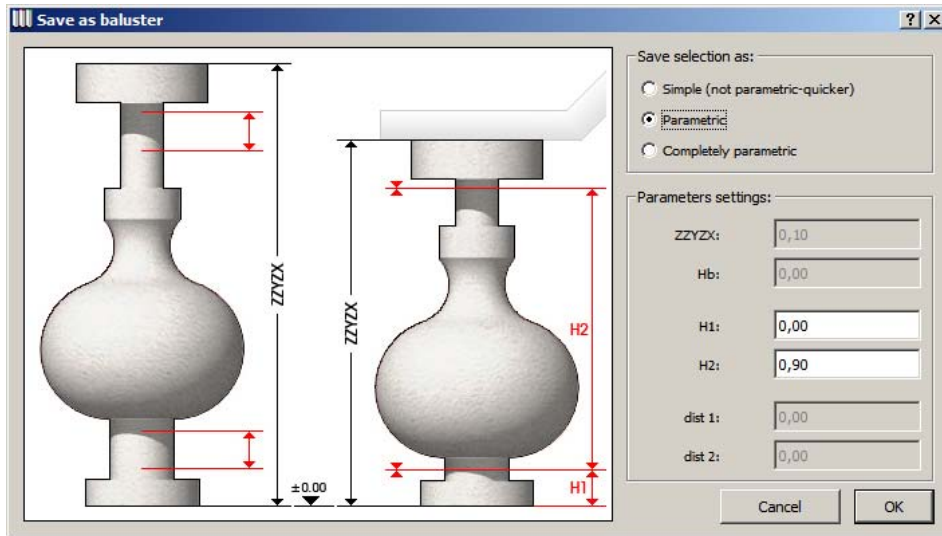 Save as baluster
ZZYZX
±0.00
ZZYZX
H2
H1
Save selection as:
Simple (not parametric-quicker)
Parametric
Completely parametric
Parameters settings:
ZZYZX: 0,10
Hb: 0,00
H1: 0,00
H2: 0,90
dist 1: 0,00
dist 2: 0,00
Cancel OK